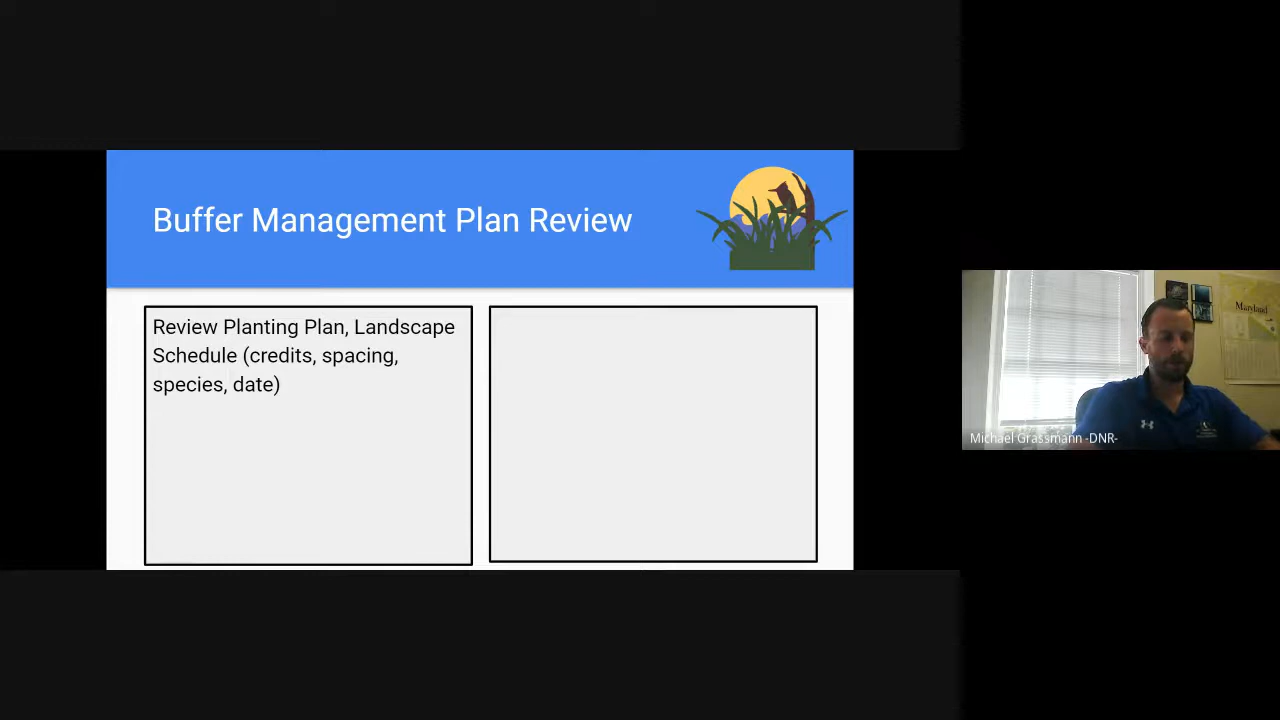 Buffer Management Plan Review
Review Planting Plan, Landscape
Schedule (credits, spacing,
species, date)
Maryland
Michael Grassmann -DNR-